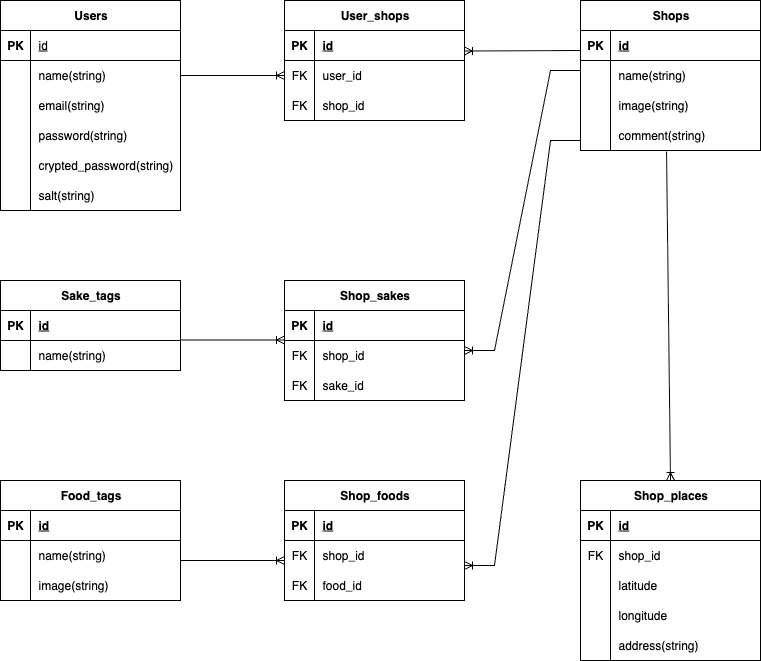 Users
PK id
name(string)
email(string)
password(string)
crypted_password(string)
salt(string)
User_shops
PK id
FK user_id
FK shop_id
Shops
PK id
name(string)
image(string)
comment(string)
Sake_tags
PK id
name(string)
Shop_sakes
PK id
FK shop_id
FK sake_id
Food_tags
PK id
name(string)
image(string)
Shop_foods
PK id
FK shop_id
FK food_id
Shop_places
PK id
FK shop_id
latitude
longitude
address(string)